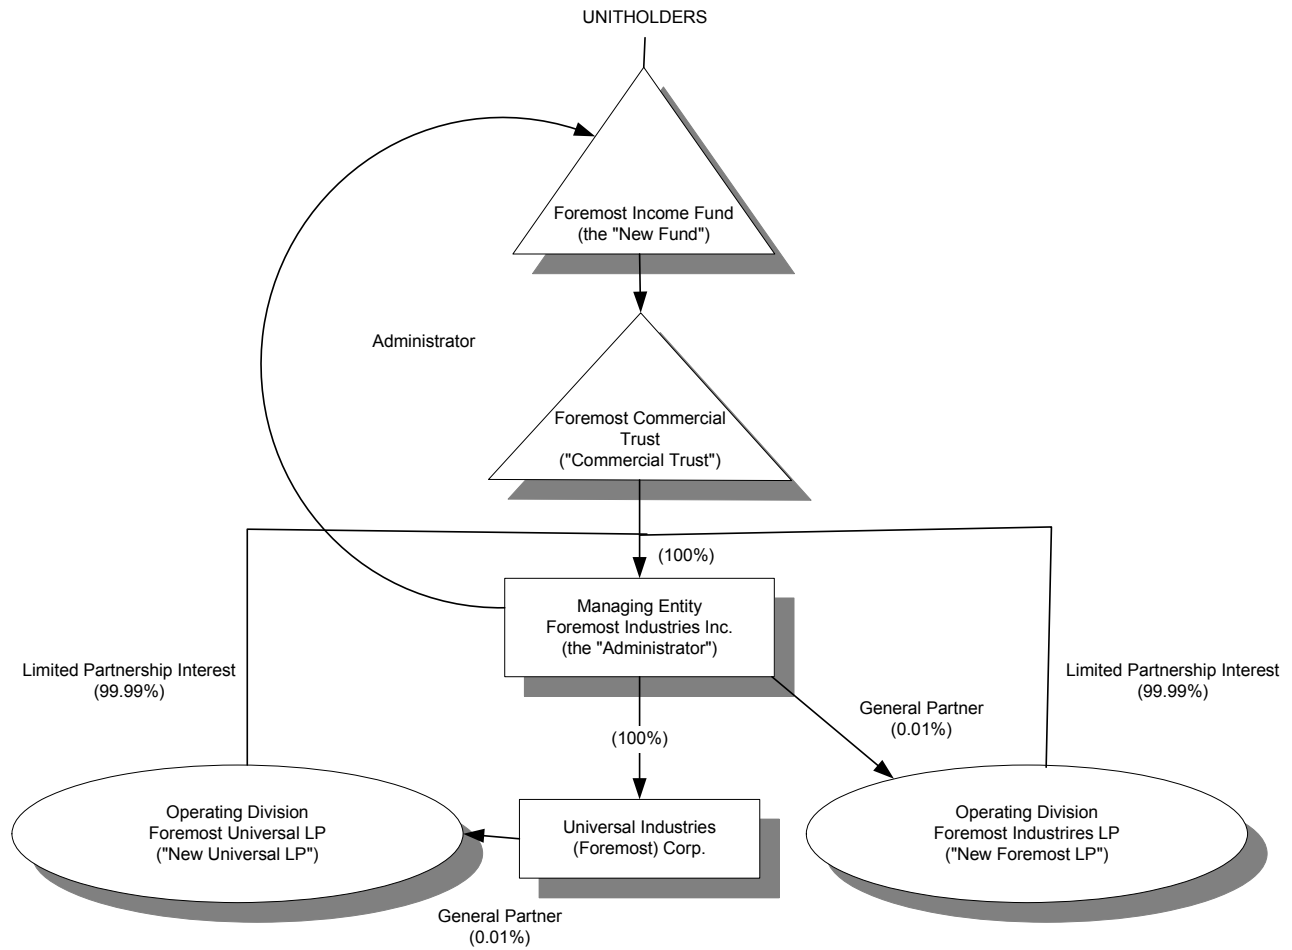 UNITHOLDERS
Foremost Income Fund
(the "New Fund")
Administrator
Foremost Commercial
Trust
("Commercial Trust")
(100%)
Managing Entity
Foremost Industries Inc.
(the "Administrator")
Limited Partnership Interest
(99.99%)
Limited Partnership Interest
(99.99%)
General Partner
(0.01%)
(100%)
Operating Division
Foremost Universal LP
("New Universal LP")
Universal Industries
(Foremost) Corp.
Operating Division
Foremost Industrires LP
("New Foremost LP")
General Partner
(0.01%)